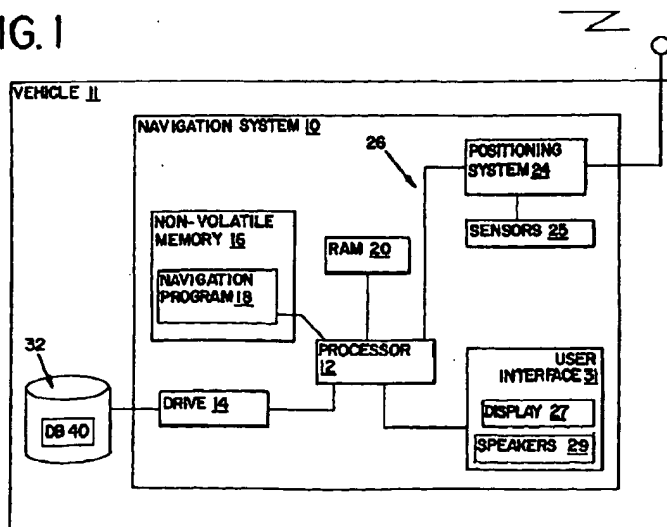 IG. 1
VEHICLE 11
NAVIGATION SYSTEM 10
26
POSITIONING
SYSTEM 24
SENSORS 25
NON-VOLATILE
MEMORY 16
NAVIGATION
PROGRAM 18
RAM 20
PROCESSOR
12
USER
INTERFACE 31
DISPLAY 27
SPEAKERS 29
32
DB 40
DRIVE 14